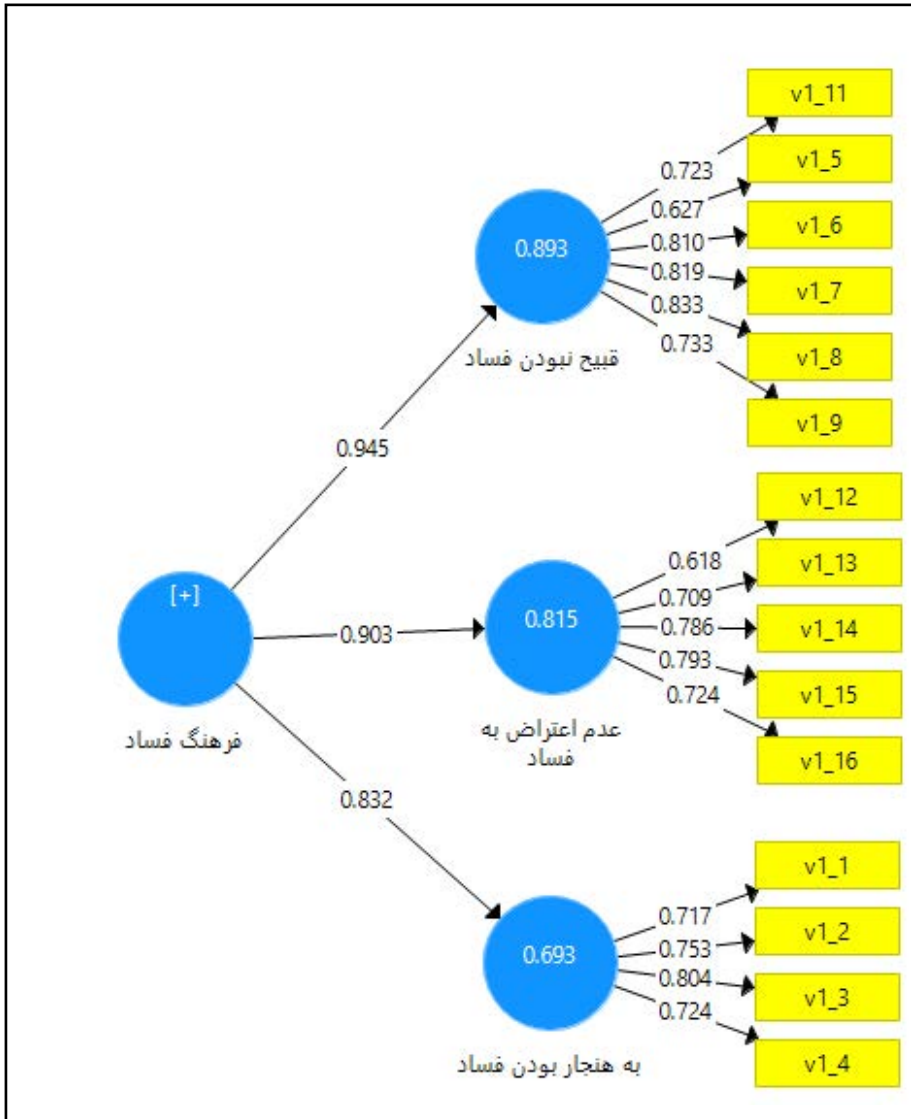 v1_11
0.723
v1_5
0.627
v1_6
0.810
0.893
v1_7
0.819
v1_8
0.833
0.733
قبیح نبودن فساد
v1_9
0.945
v1_12
0.618
v1_13
0.709
[+]
0.815
0.786
v1_14
0.903
0.793
v1_15
0.724
فرهنگ فساد
عدم اعتراض به
فساد
v1_16
0.832
v1_1
0.717
v1_2
0.753
0.693
0.804
v1_3
0.724
به هنجار بودن فساد
v1_4